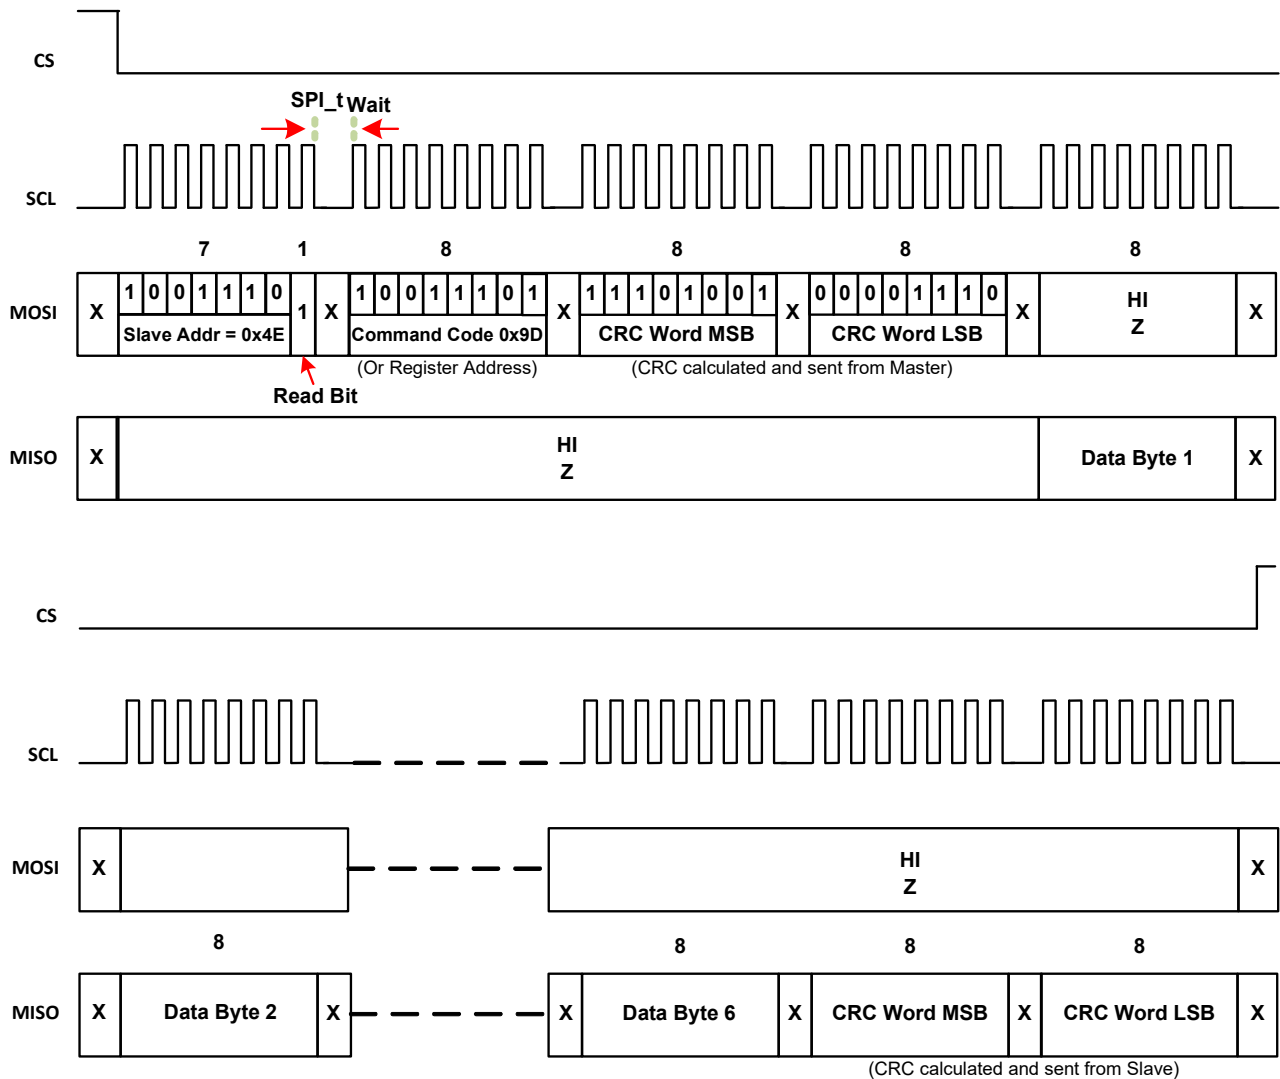 CS
SPI_t Wait
SCL
7 1 8 8 8 8
MOSI X 1 0 0 1 1 1 0 1 X 1 0 0 1 1 1 0 1 X 1 1 1 0 1 0 0 1 X 0 0 0 0 1 1 1 0 X HI Z X
Slave Addr = 0x4E Command Code 0x9D CRC Word MSB CRC Word LSB
(Or Register Address) (CRC calculated and sent from Master)
Read Bit
MISO X HI Z Data Byte 1 X
CS
SCL
MOSI X HI Z X
8 8 8 8
MISO X Data Byte 2 X X Data Byte 6 X CRC Word MSB X CRC Word LSB X
(CRC calculated and sent from Slave)